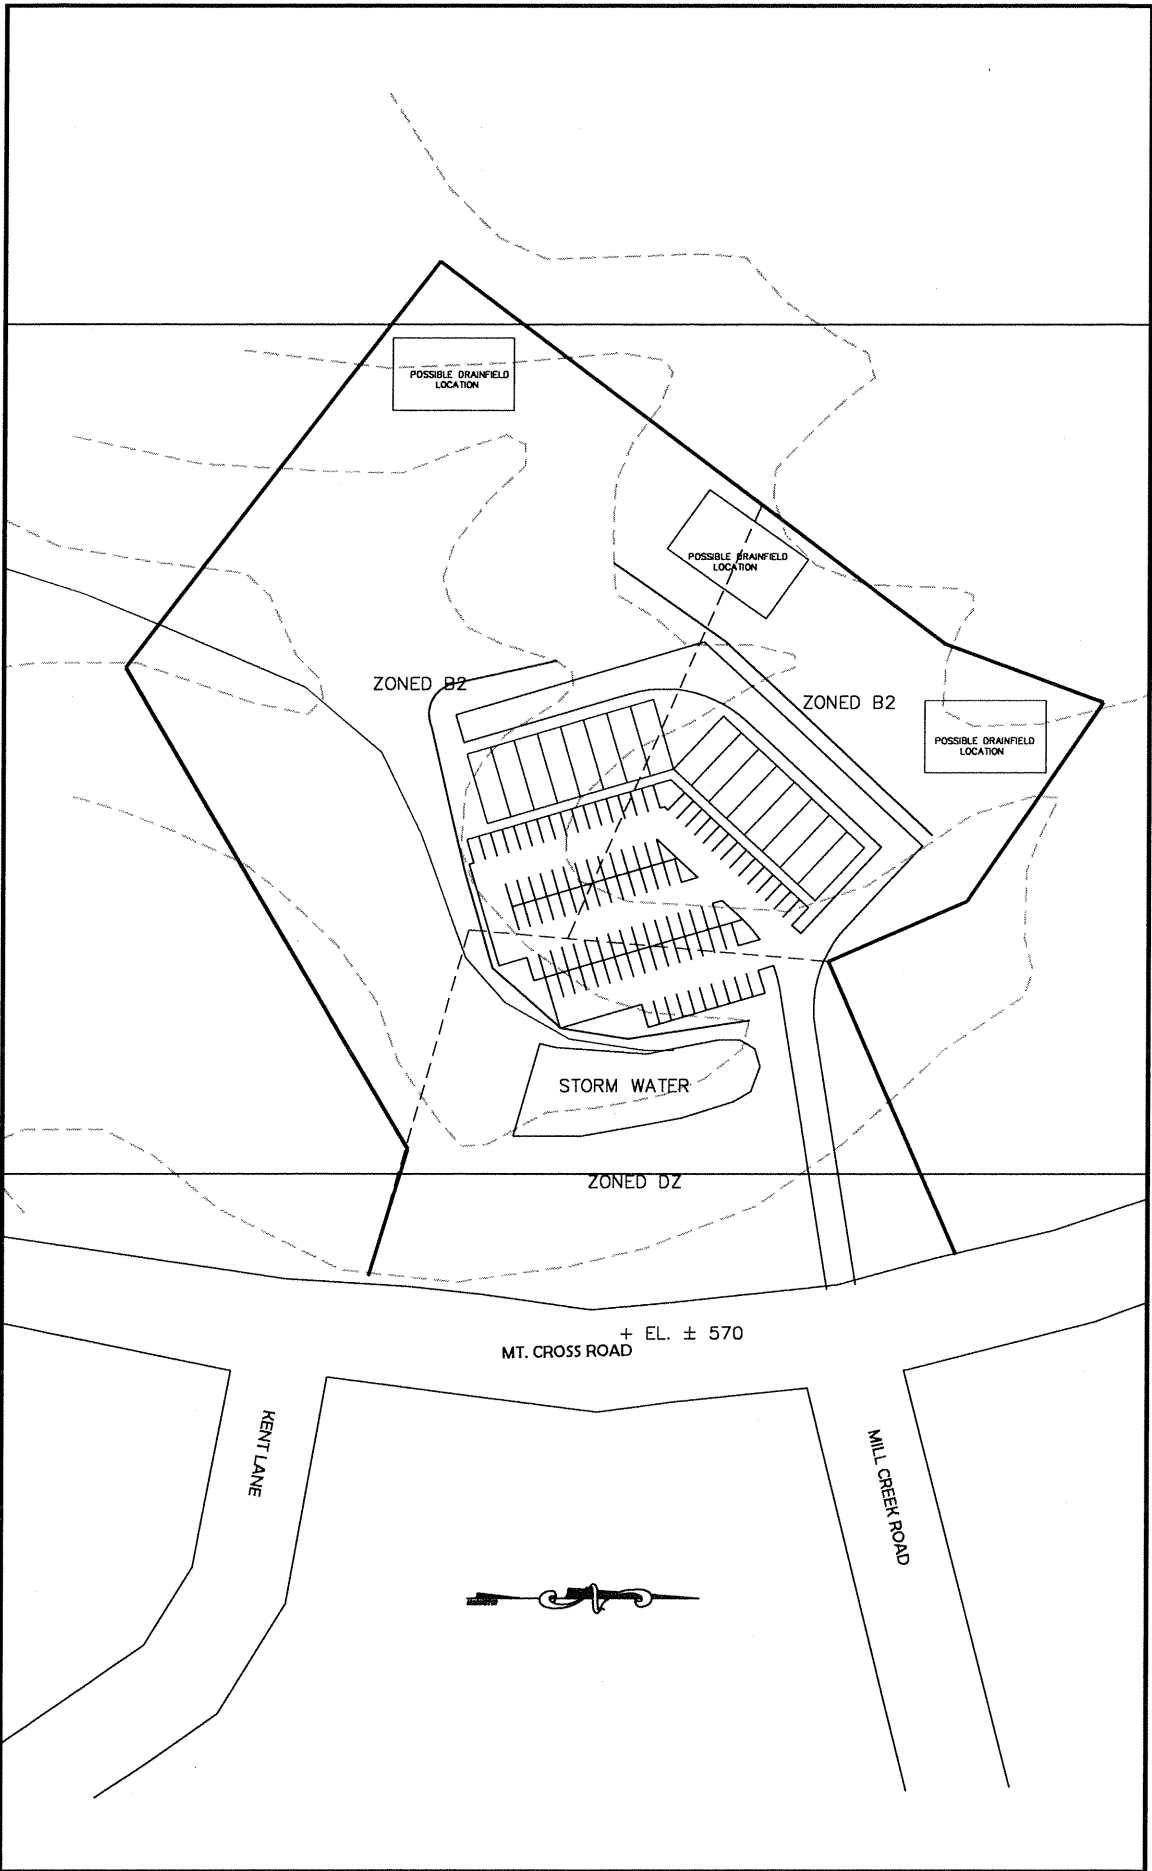 POSSIBLE DRAINFIELD
LOCATION
POSSIBLE DRAINFIELD
LOCATION
ZONED B2
ZONED B2
POSSIBLE DRAINFIELD
LOCATION
STORM WATER
ZONED DZ
+ EL. ± 570
MT. CROSS ROAD
KENT LANE
MILL CREEK ROAD